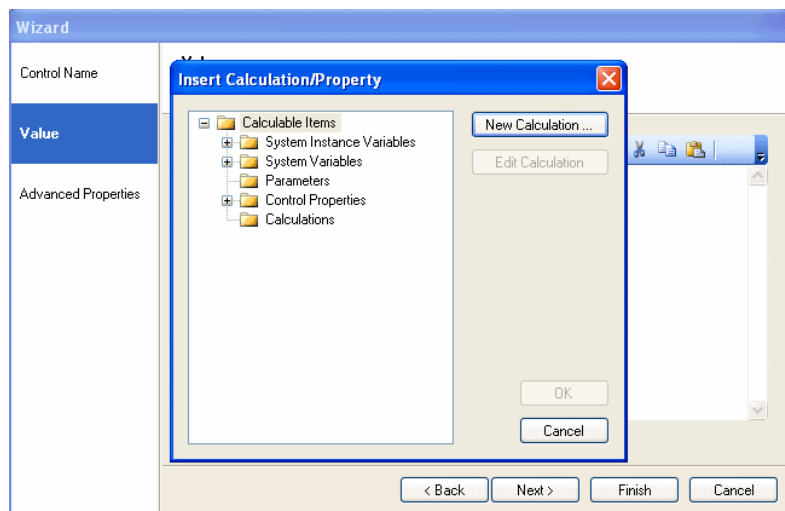 Wizard
Control Name
Value
Advanced Properties
Insert Calculation/Property
Calculable Items
System Instance Variables
System Variables
Parameters
Control Properties
Calculations
New Calculation ...
Edit Calculation
OK
Cancel
< Back
Next >
Finish
Cancel